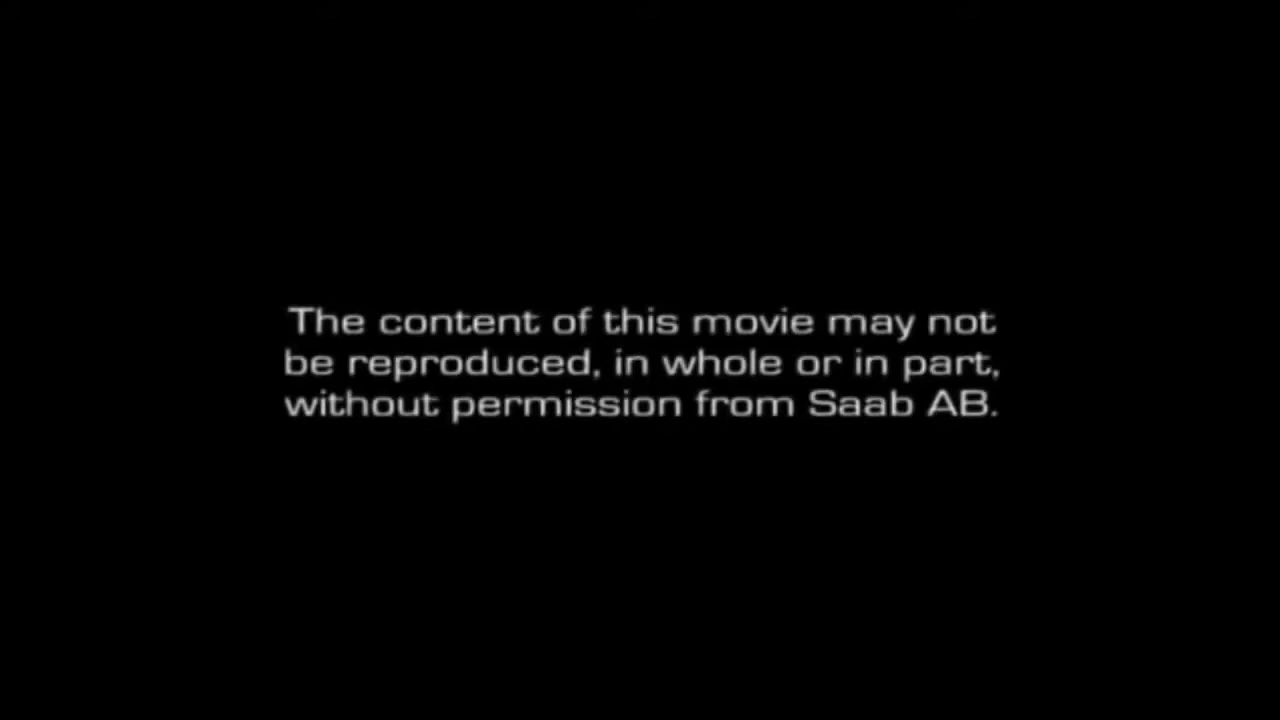 The content of this movie may not
be reproduced, in whole or in part,
without permission from Saab AB.